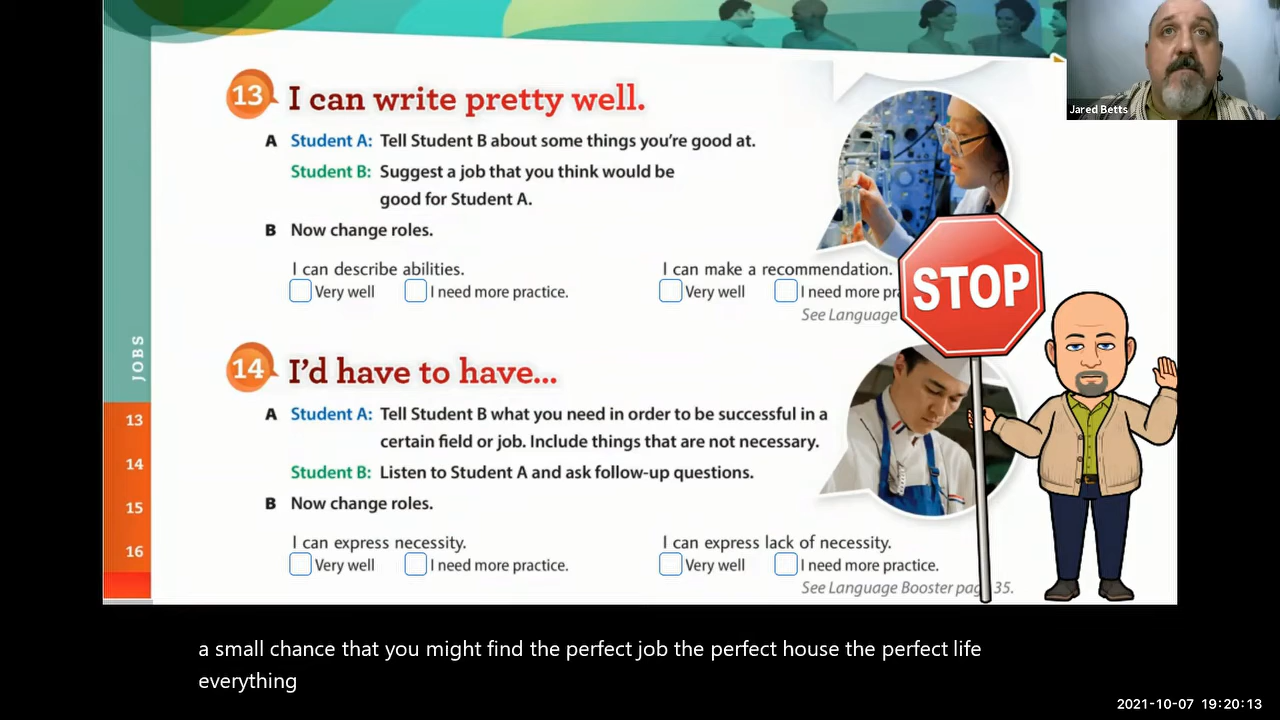 Jared Betts
13 I can write pretty well.
A Student A: Tell Student B about some things you're good at.
Student B: Suggest a job that you think would be
good for Student A.
B Now change roles.
I can describe abilities. I can make a recommendation.
Very well I need more practice. Very well I need more
See Language
STOP
14 I'd have to have...
A Student A: Tell Student B what you need in order to be successful in a
certain field or job. Include things that are not necessary.
Student B: Listen to Student A and ask follow-up questions.
B Now change roles.
I can express necessity. I can express lack of necessity.
Very well I need more practice. Very well I need more practice.
See Language Booster 35.
JOBS
13
14
15
16
a small chance that you might find the perfect job the perfect house the perfect life
everything
2021-10-07 19:20:13